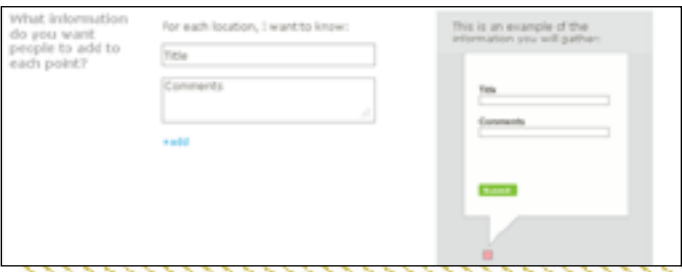 What information
do you want
people to add to
each point?
For each location, I want to know:
Title
Comments
+add
This is an example of the
information you will gather:
Title
Comments
Submit